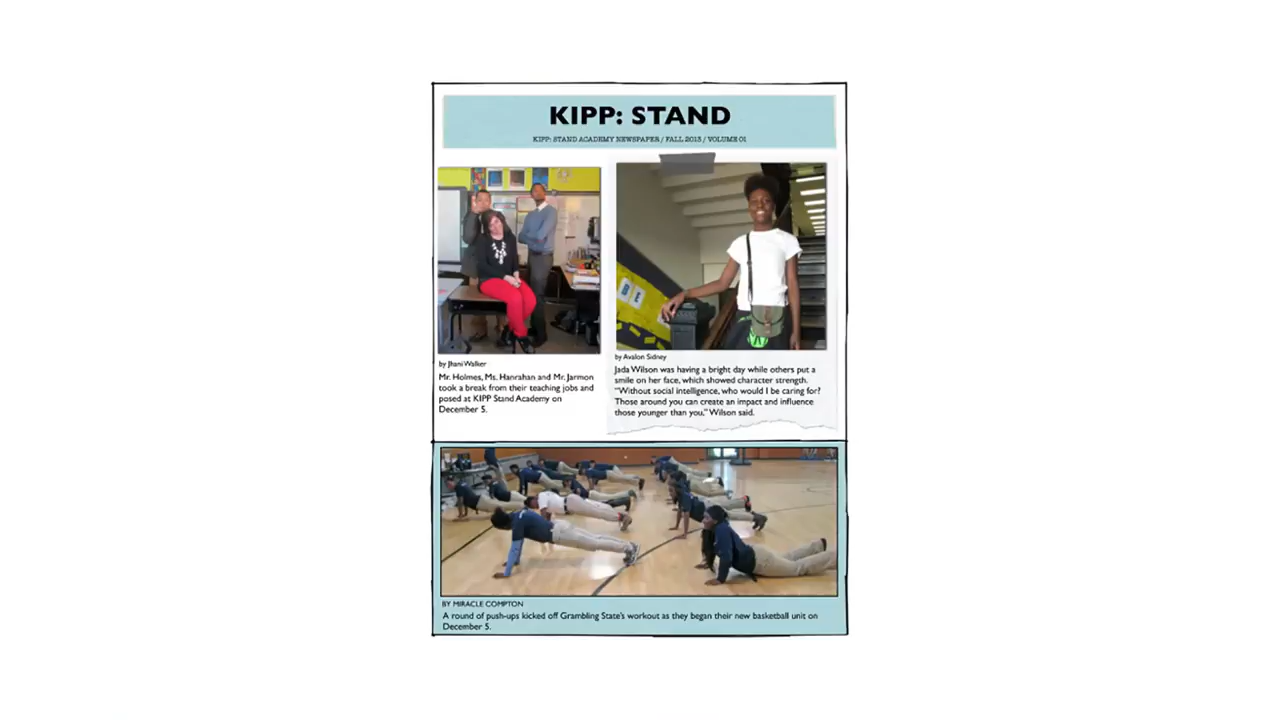 KIPP: STAND
KIPP: STAND ACADEMY NEWSPAPER / FALL 2013 / VOLUME 01
BE
by Jhani Walker
Mr. Holmes, Ms. Hanrahan and Mr. Jarmon
took a break from their teaching jobs and
posed at KIPP Stand Academy on
December 5.
by Avalon Sidney
Jada Wilson was having a bright day while others put a
smile on her face, which showed character strength.
"Without social intelligence, who would I be caring for?
Those around you can create an impact and influence
those younger than you," Wilson said.
BY MIRACLE COMPTON
A round of push-ups kicked off Grambling State's workout as they began their new basketball unit on
December 5.